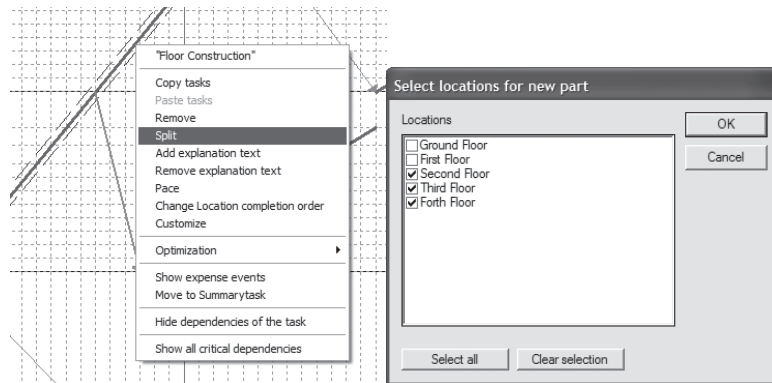 "Floor Construction"
Copy tasks
Paste tasks
Remove
Split
Add explanation text
Remove explanation text
Pace
Change Location completion order
Customize
Optimization
Show expense events
Move to Summarytask
Hide dependencies of the task
Show all critical dependencies
Select locations for new part
Locations
Ground Floor
First Floor
Second Floor
Third Floor
Forth Floor
OK
Cancel
Select all
Clear selection